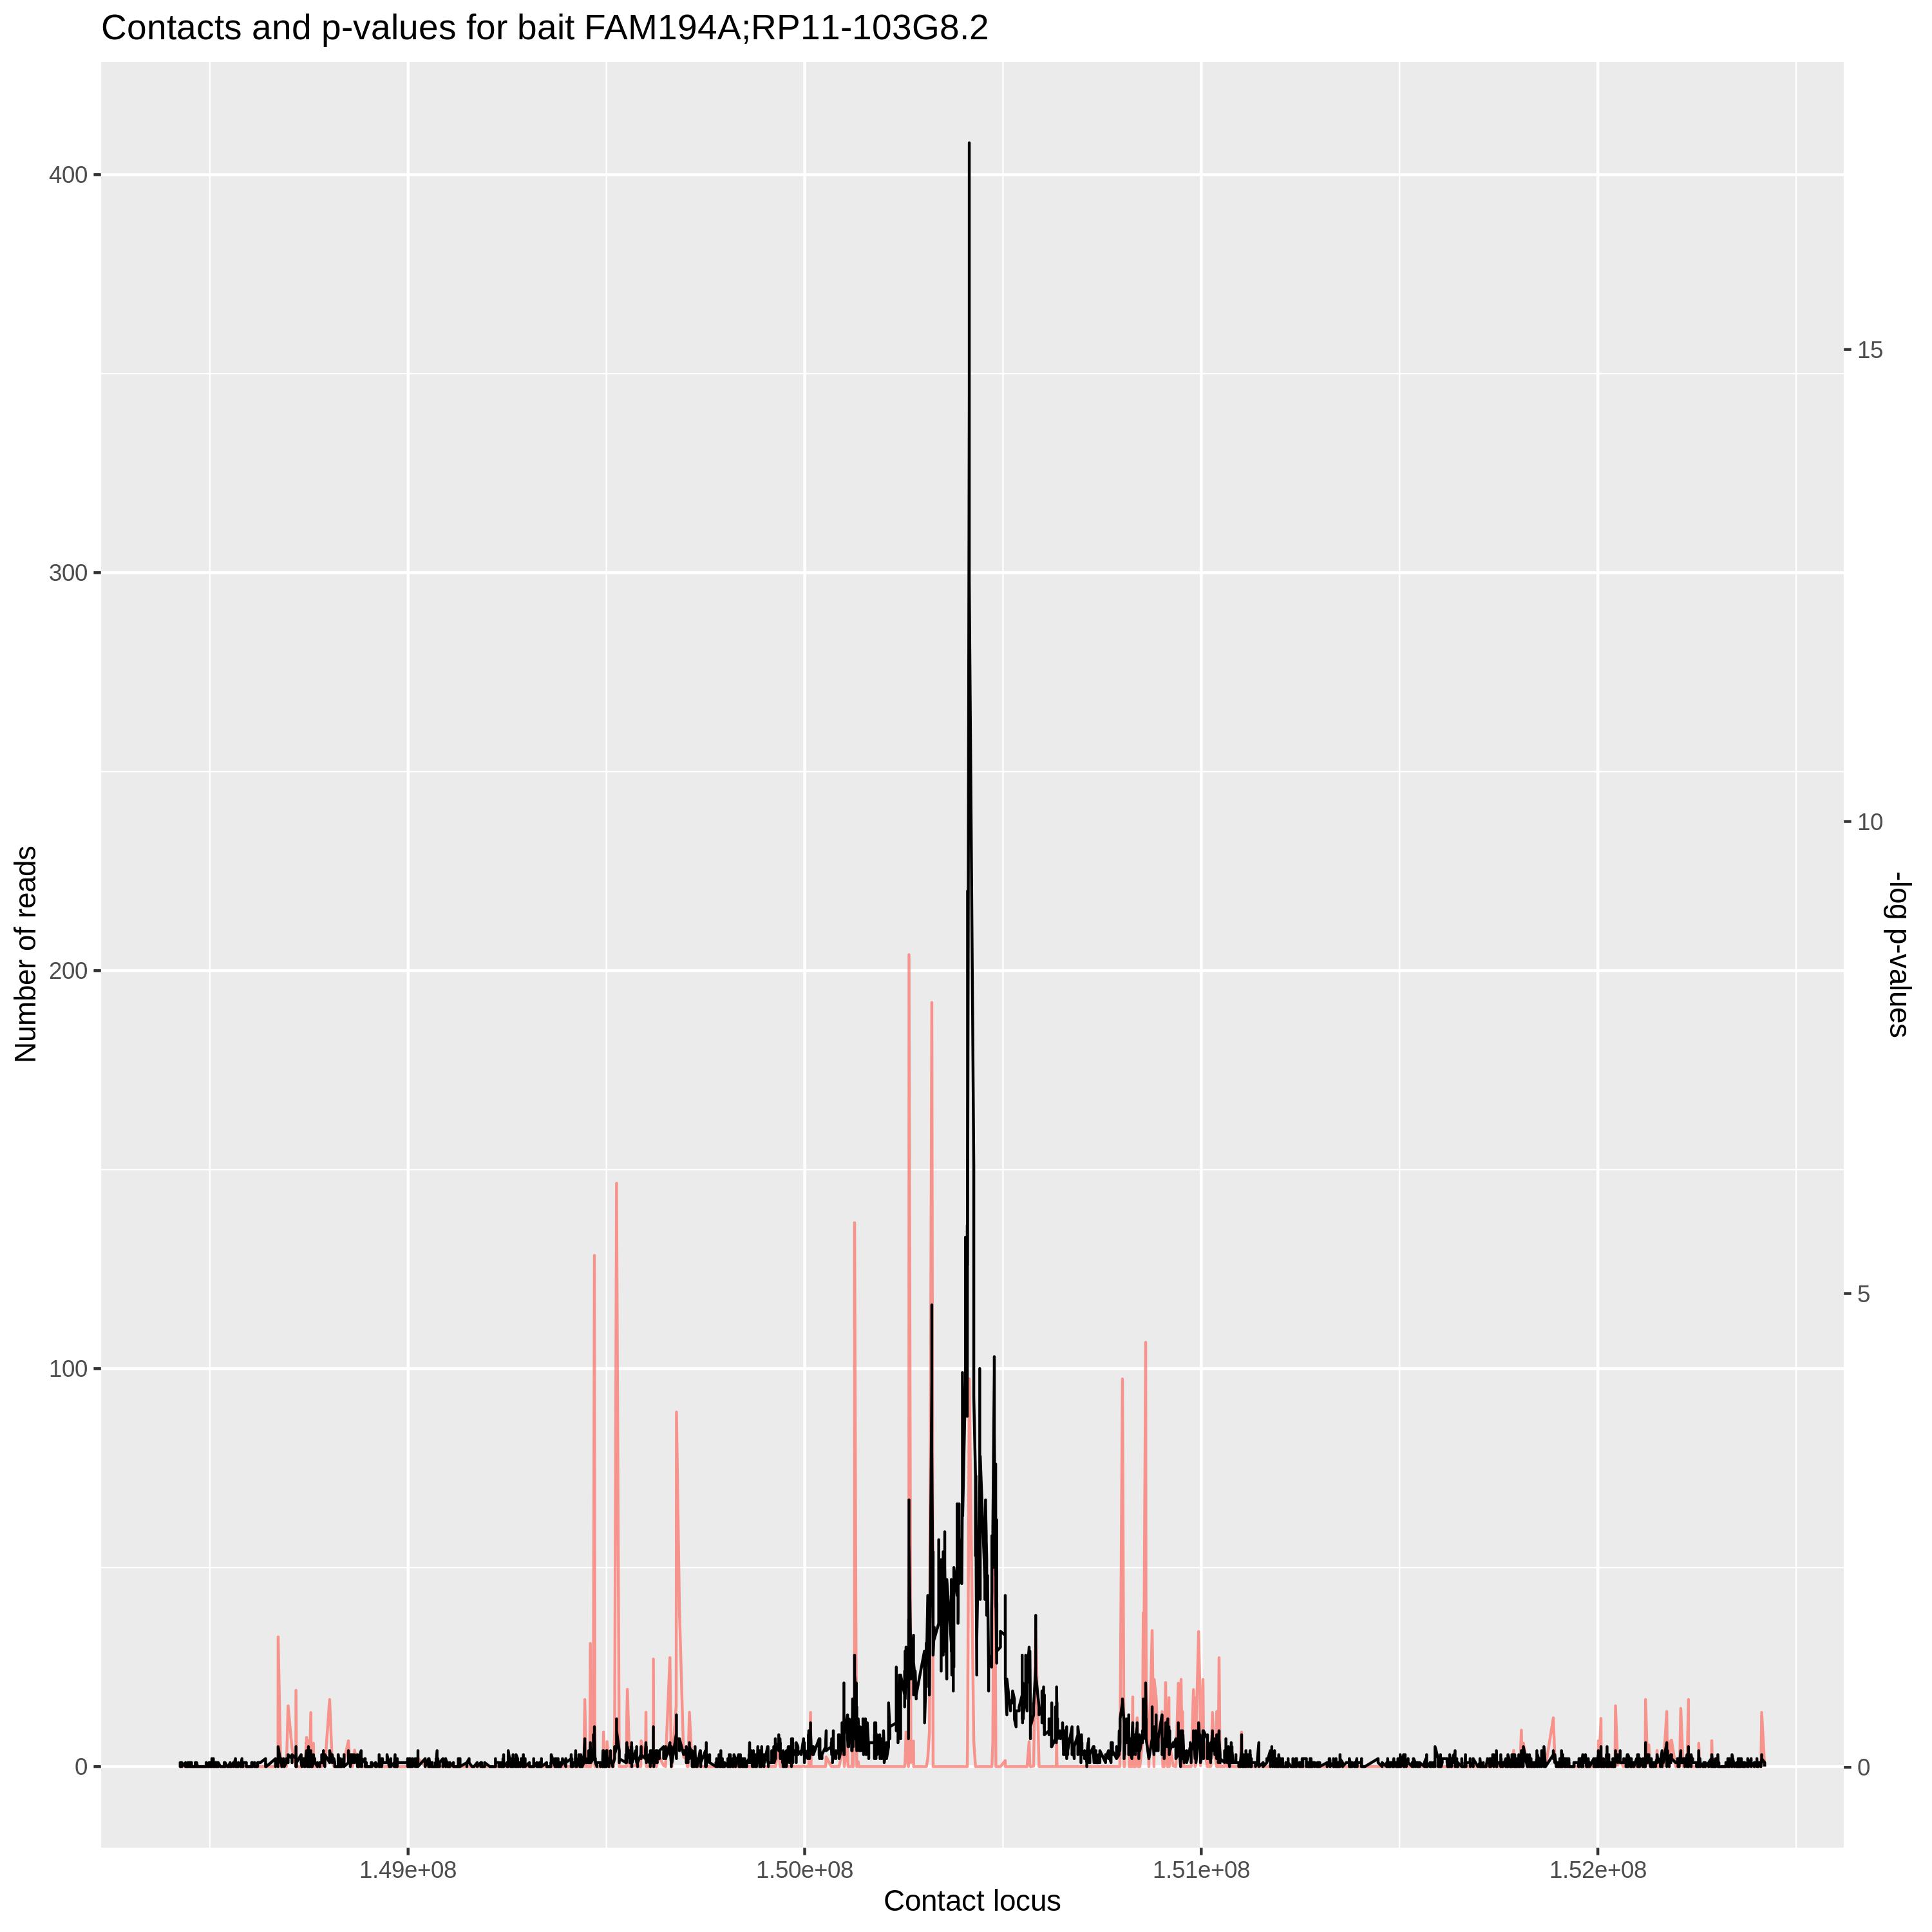 Contacts and p-values for bait FAM194A;RP11-103G8.2
Number of reads
400
300
200
100
0
15
10
5
0
-log p-values
1.49e+08
1.50e+08
1.51e+08
1.52e+08
Contact locus